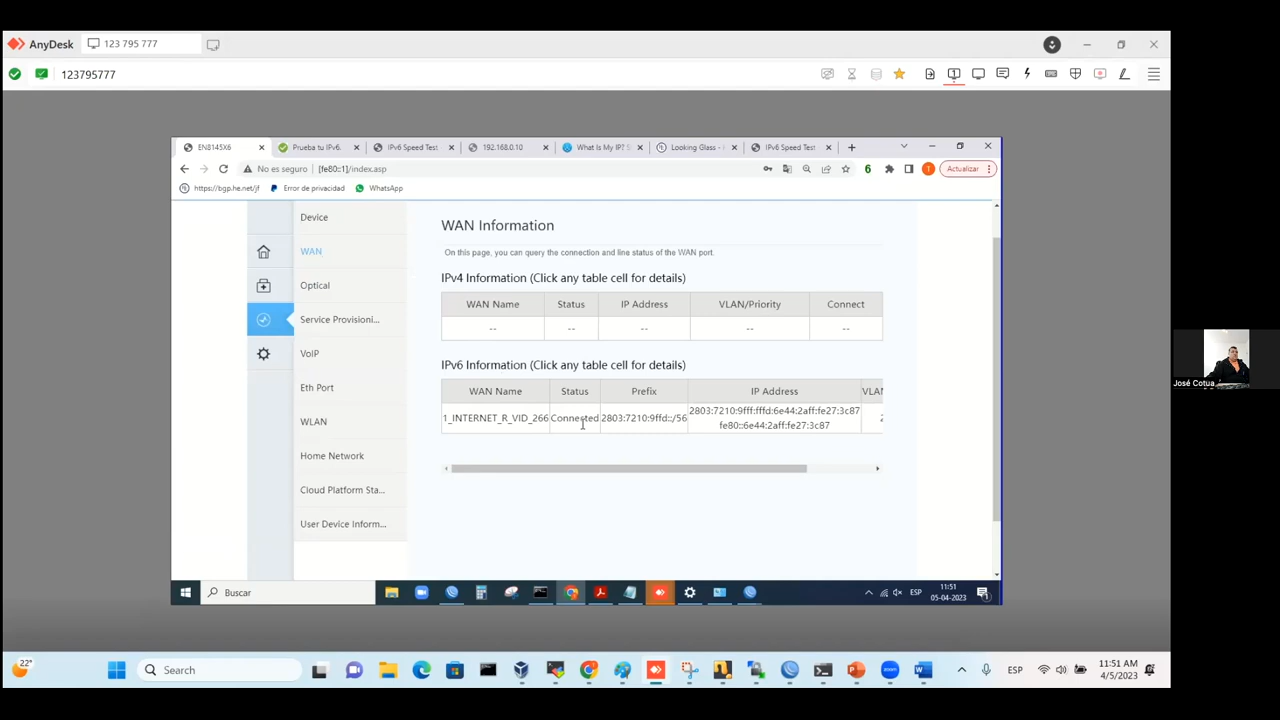 AnyDesk
123 795 777
123795777
EN8145X6
Prueba tu IPv6.
IPv6 Speed Test
192.168.0.10
What Is My IP? S
Looking Glass -
IPv6 Speed Test
No es seguro | [fe80::1]/index.asp
6
T
Actualizar
https://bgp.he.net/jf
Error de privacidad
WhatsApp
Device
WAN
Optical
Service Provisioni...
VoIP
Eth Port
WLAN
Home Network
Cloud Platform Sta...
User Device Inform...
WAN Information
On this page, you can query the connection and line status of the WAN port.
IPv4 Information (Click any table cell for details)
WAN Name Status IP Address VLAN/Priority Connect
-- -- -- -- --
IPv6 Information (Click any table cell for details)
WAN Name Status Prefix IP Address VLAN
1_INTERNET_R_VID_266 Connected 2803:7210:9ffd::/56 2803:7210:9fff:fffd:6e44:2aff:fe27:3c87
fe80::6e44:2aff:fe27:3c87
2
Buscar
ESP
11:51
05-04-2023
José Cotua
22°
Search
ESP
11:51 AM
4/5/2023